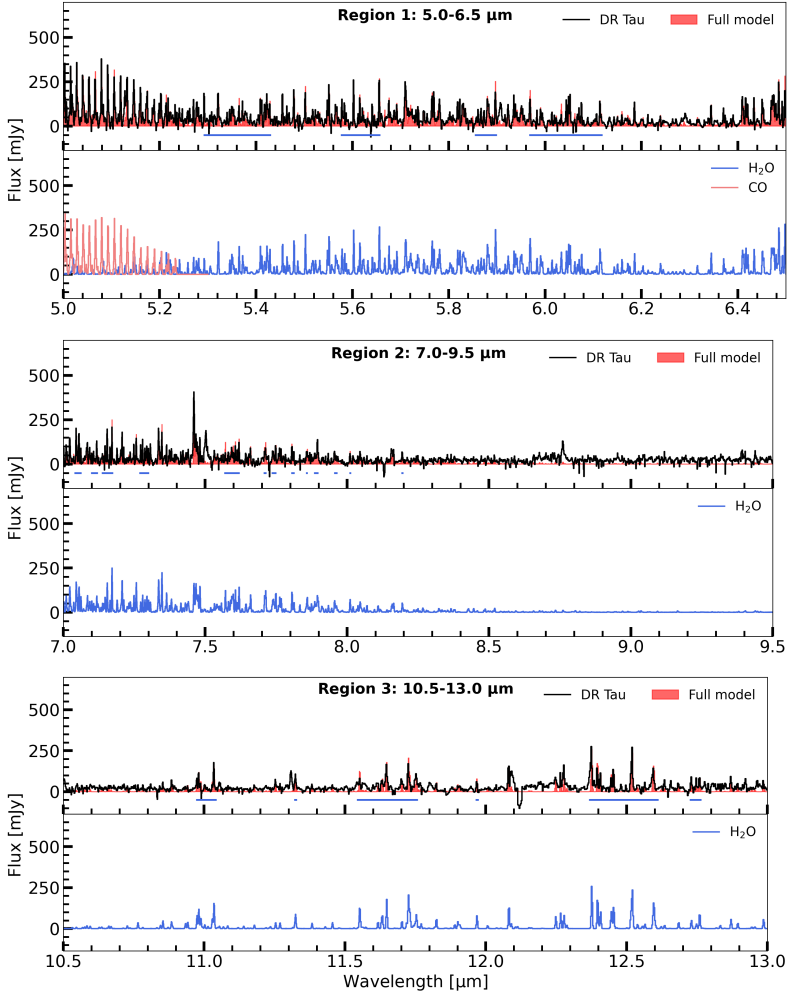 Region 1: 5.0-6.5 μm
DR Tau
Full model
500
250
0
H₂O
CO
500
250
0
Flux [mJy]
5.0 5.2 5.4 5.6 5.8 6.0 6.2 6.4
Region 2: 7.0-9.5 μm
DR Tau
Full model
500
250
0
H₂O
500
250
0
Flux [mJy]
7.0 7.5 8.0 8.5 9.0 9.5
Region 3: 10.5-13.0 μm
DR Tau
Full model
500
250
0
H₂O
500
250
0
Flux [mJy]
10.5 11.0 11.5 12.0 12.5 13.0
Wavelength [μm]